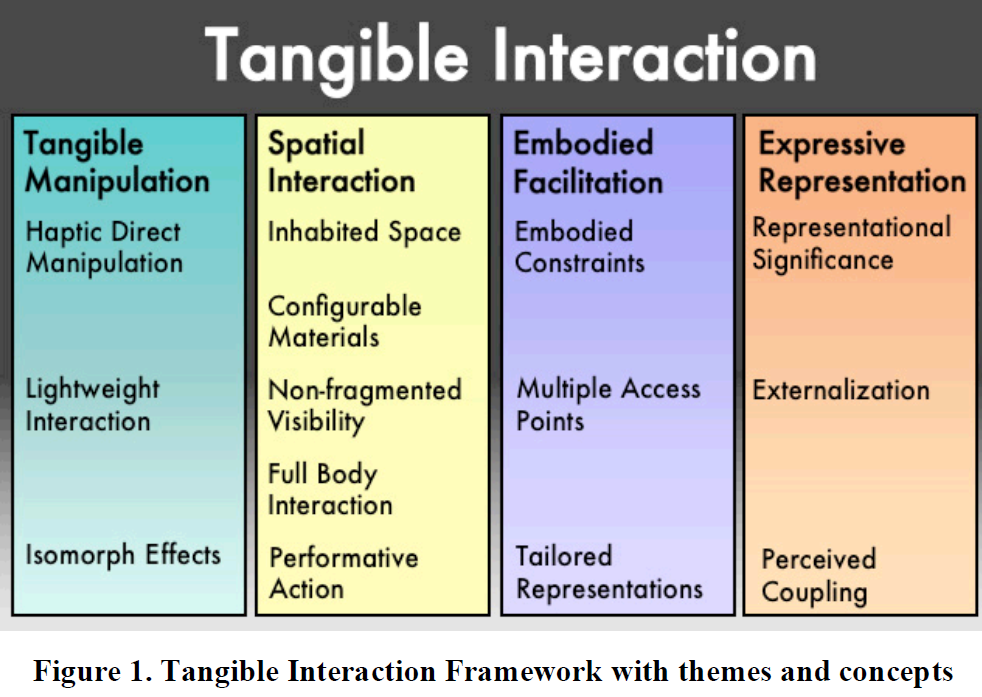 Tangible Interaction
Tangible
Manipulation
Haptic Direct
Manipulation
Lightweight
Interaction
Isomorph Effects
Spatial
Interaction
Inhabited Space
Configurable
Materials
Non-fragmented
Visibility
Full Body
Interaction
Performative
Action
Embodied
Facilitation
Embodied
Constraints
Multiple Access
Points
Tailored
Representations
Expressive
Representation
Representational
Significance
Externalization
Perceived
Coupling
Figure 1. Tangible Interaction Framework with themes and concepts